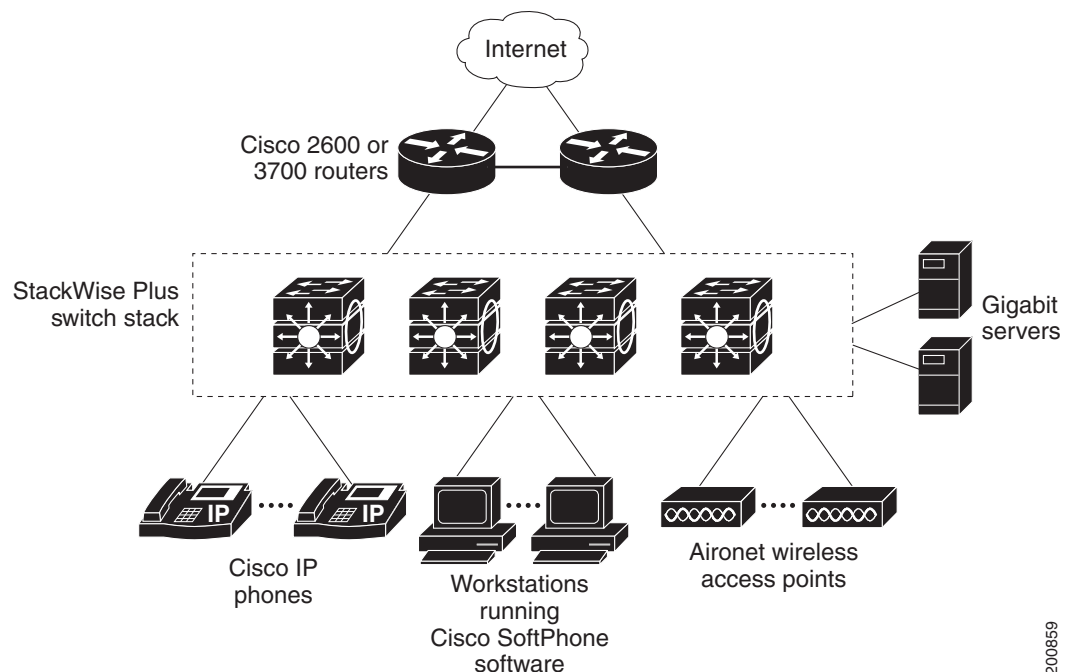 Internet
Cisco 2600 or
3700 routers
StackWise Plus
switch stack
Gigabit
servers
IP
IP
Cisco IP
phones
Workstations
running
Cisco SoftPhone
software
Aironet wireless
access points
200859